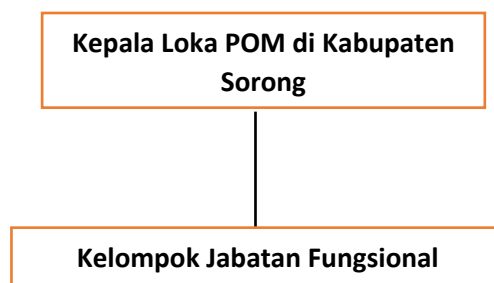 Kepala Loka POM di Kabupaten
Sorong
Kelompok Jabatan Fungsional